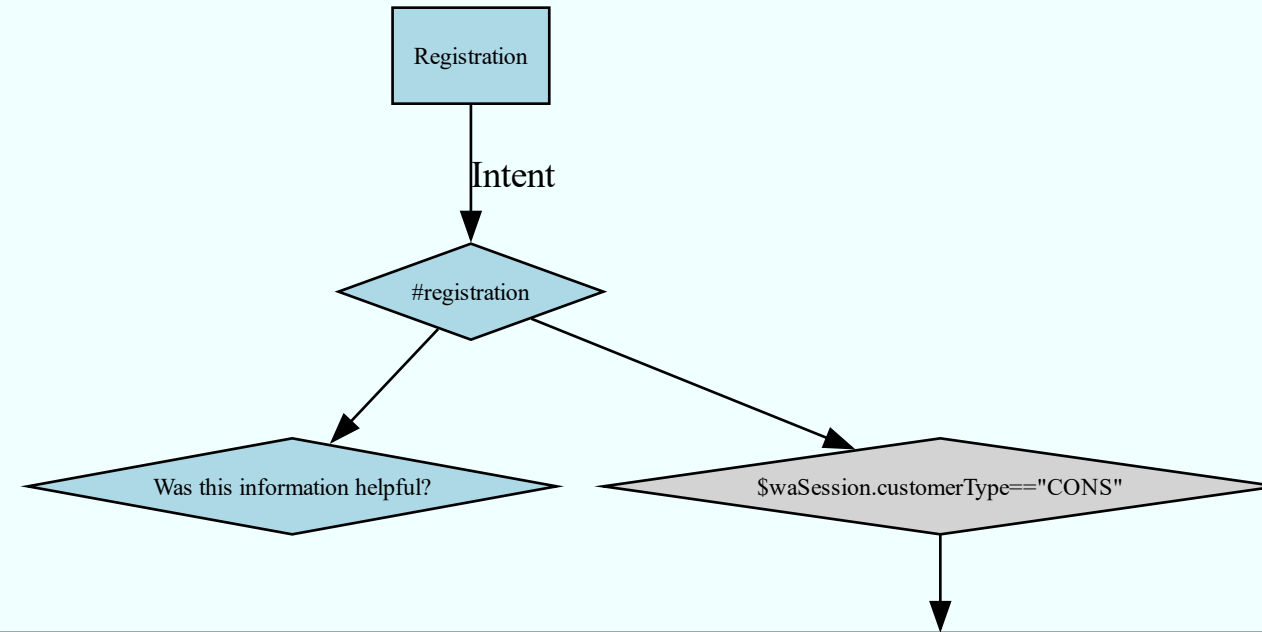 Registration
Intent
#registration
Was this information helpful?
$waSession.customerType=="CONS"